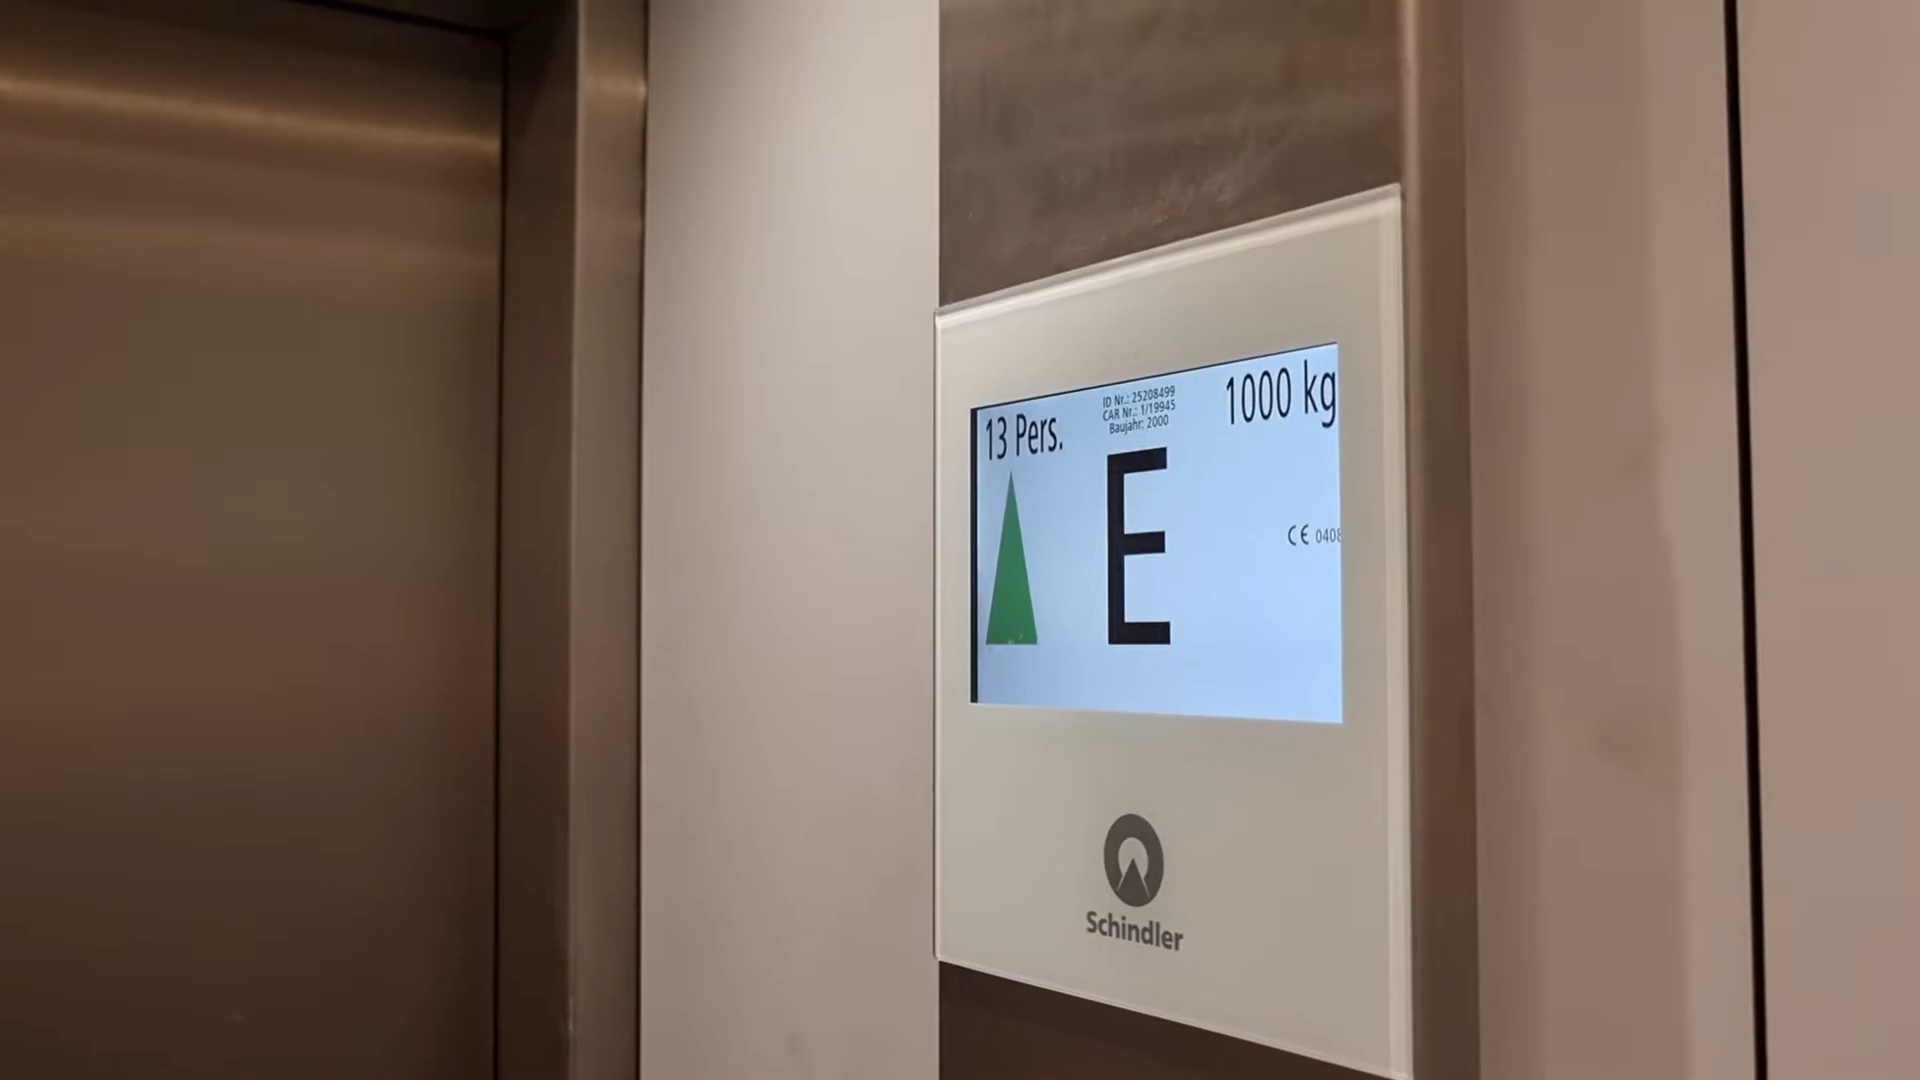 13 Pers.
ID Nr.: 25208499
CAR Nr.: 1/19945
Baujahr: 2000
1000 kg
E
CE 0408
Schindler